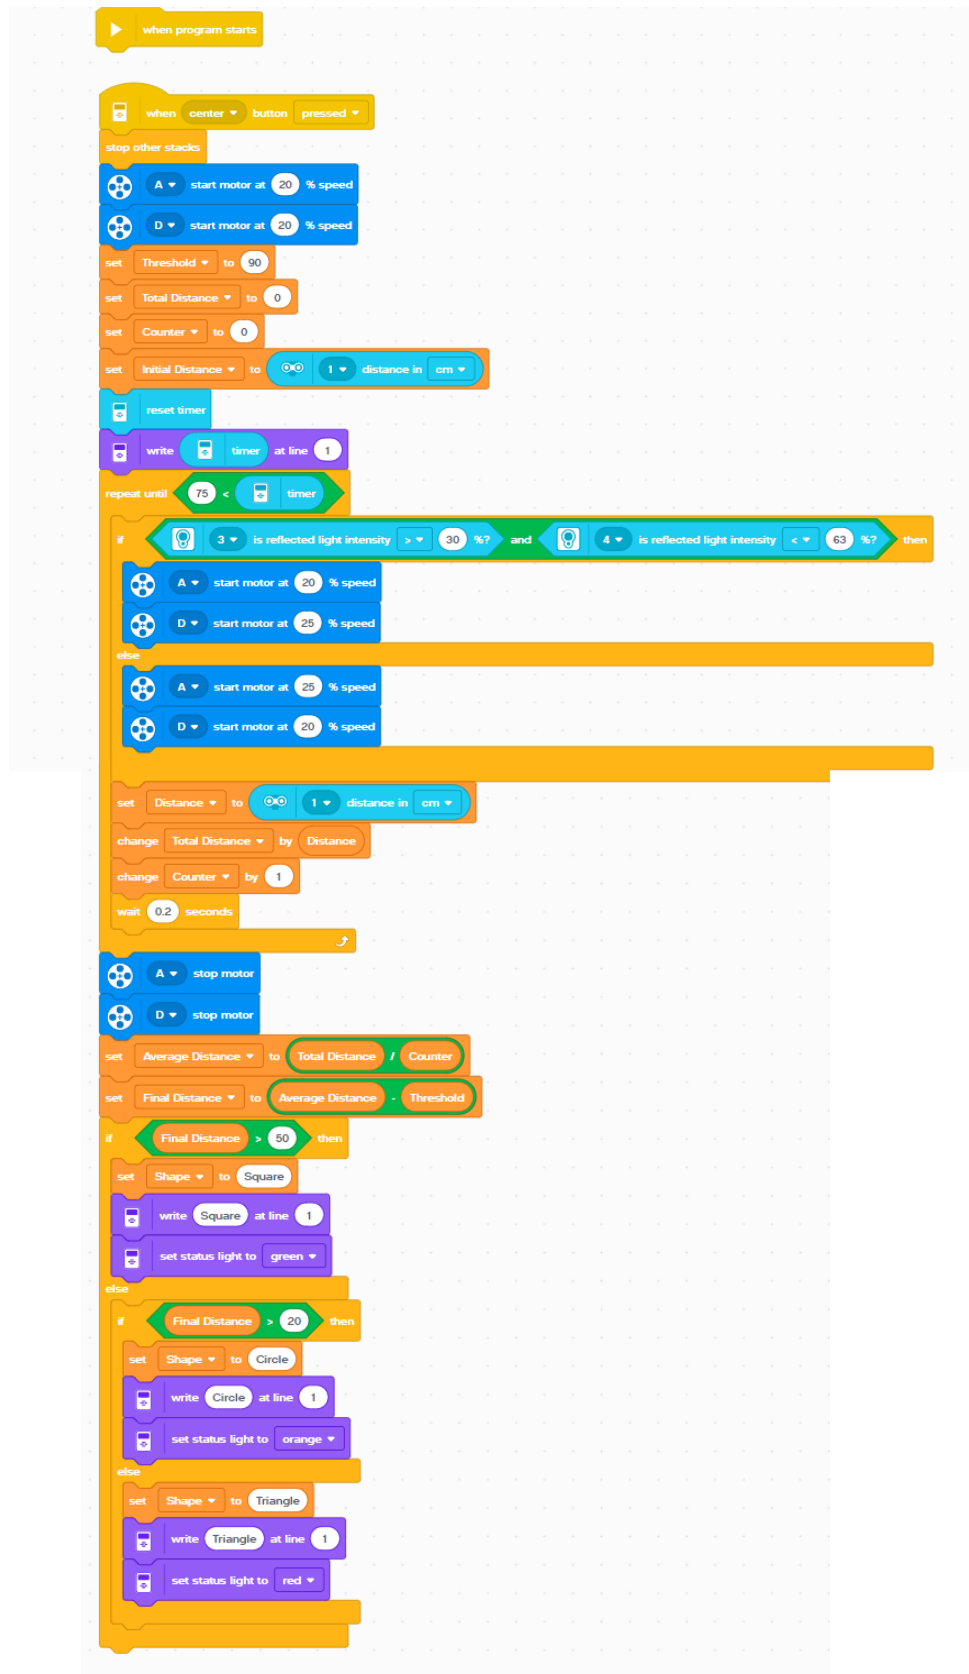 when program starts
when center button pressed
stop other stacks
A start motor at 20 % speed
D start motor at 20 % speed
set Threshold to 90
set Total Distance to 0
set Counter to 0
set Initial Distance to 1 distance in cm
reset timer
write timer at line 1
repeat until 75 < timer
if 3 is reflected light intensity > 30 %? and 4 is reflected light intensity < 63 %? then
A start motor at 20 % speed
D start motor at 25 % speed
else
A start motor at 25 % speed
D start motor at 20 % speed
set Distance to 1 distance in cm
change Total Distance by Distance
change Counter by 1
wait 0.2 seconds
A stop motor
D stop motor
set Average Distance to Total Distance / Counter
set Final Distance to Average Distance - Threshold
if Final Distance > 50 then
set Shape to Square
write Square at line 1
set status light to green
else
if Final Distance > 20 then
set Shape to Circle
write Circle at line 1
set status light to orange
else
set Shape to Triangle
write Triangle at line 1
set status light to red